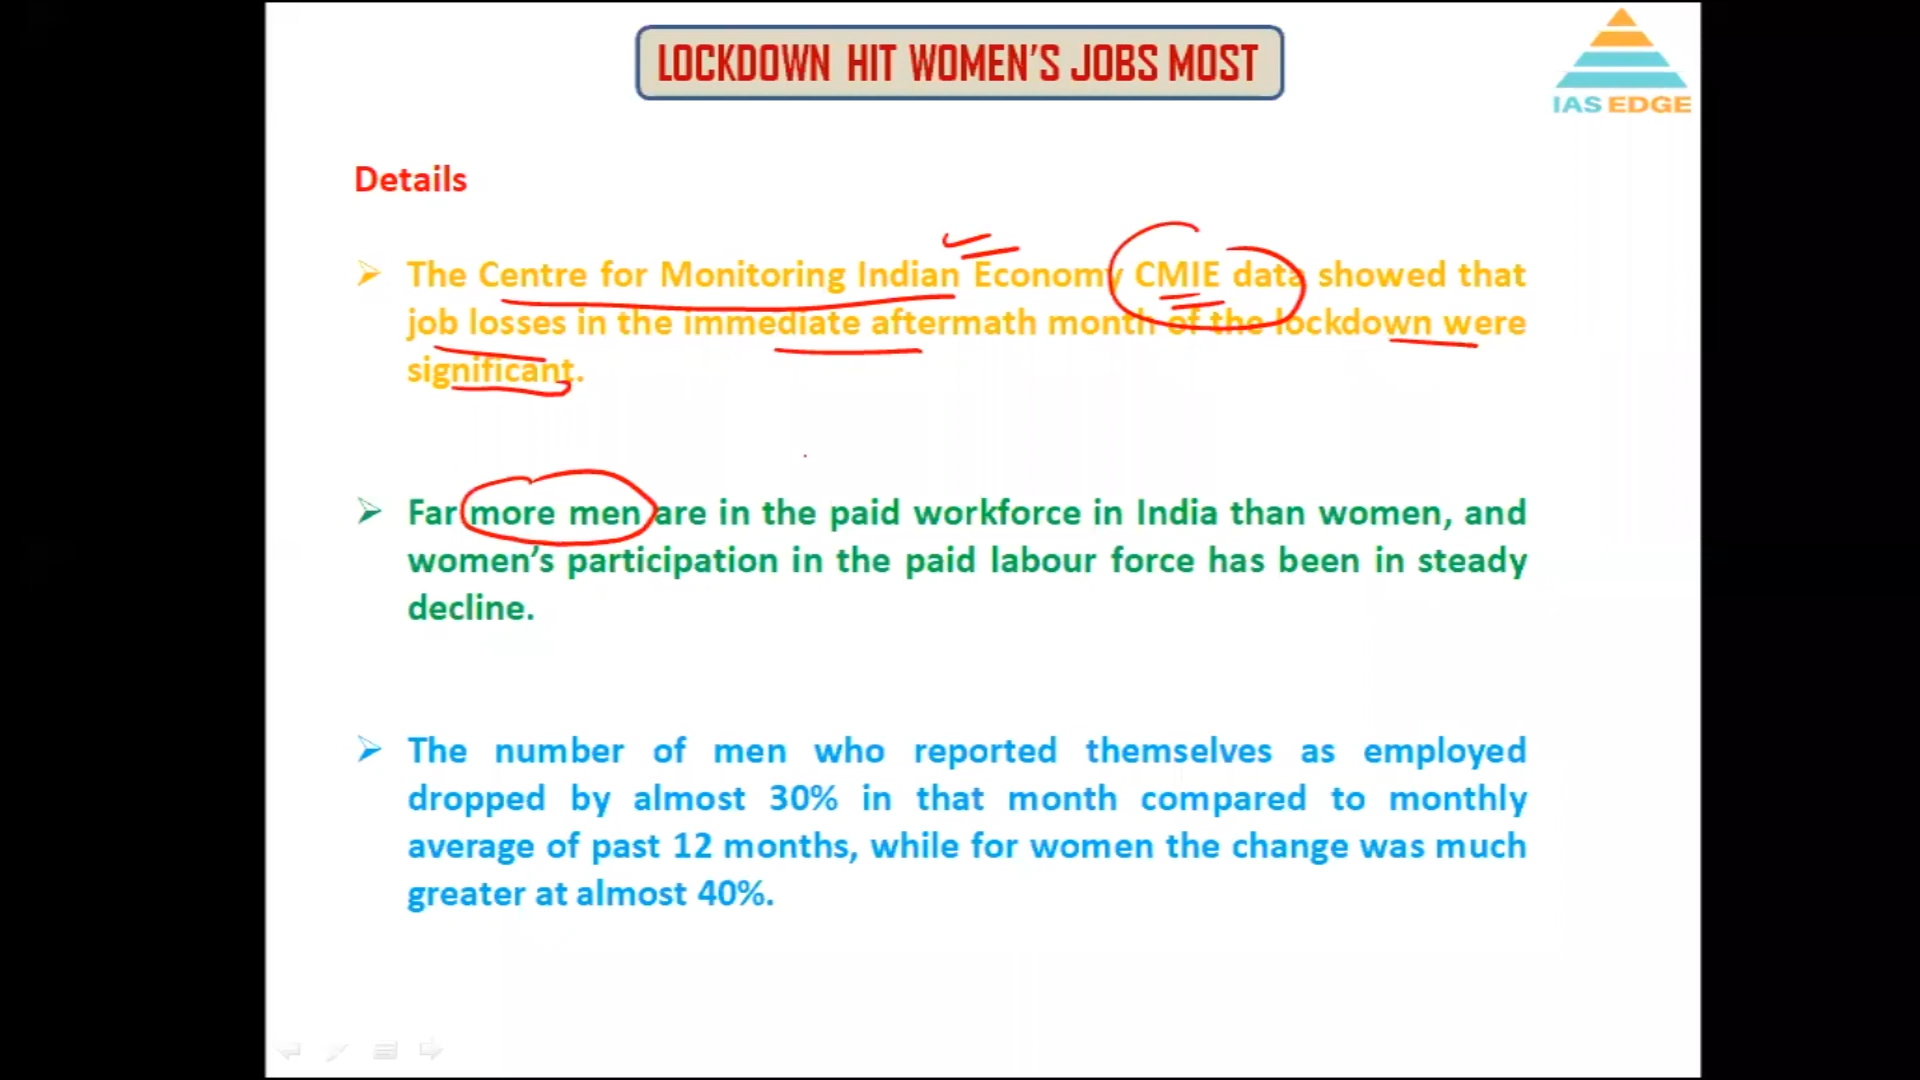 LOCKDOWN HIT WOMEN'S JOBS MOST
IAS EDGE
Details
The Centre for Monitoring Indian Economy CMIE data showed that
job losses in the immediate aftermath month of the lockdown were
significant.
Far more men are in the paid workforce in India than women, and
women's participation in the paid labour force has been in steady
decline.
The number of men who reported themselves as employed
dropped by almost 30% in that month compared to monthly
average of past 12 months, while for women the change was much
greater at almost 40%.